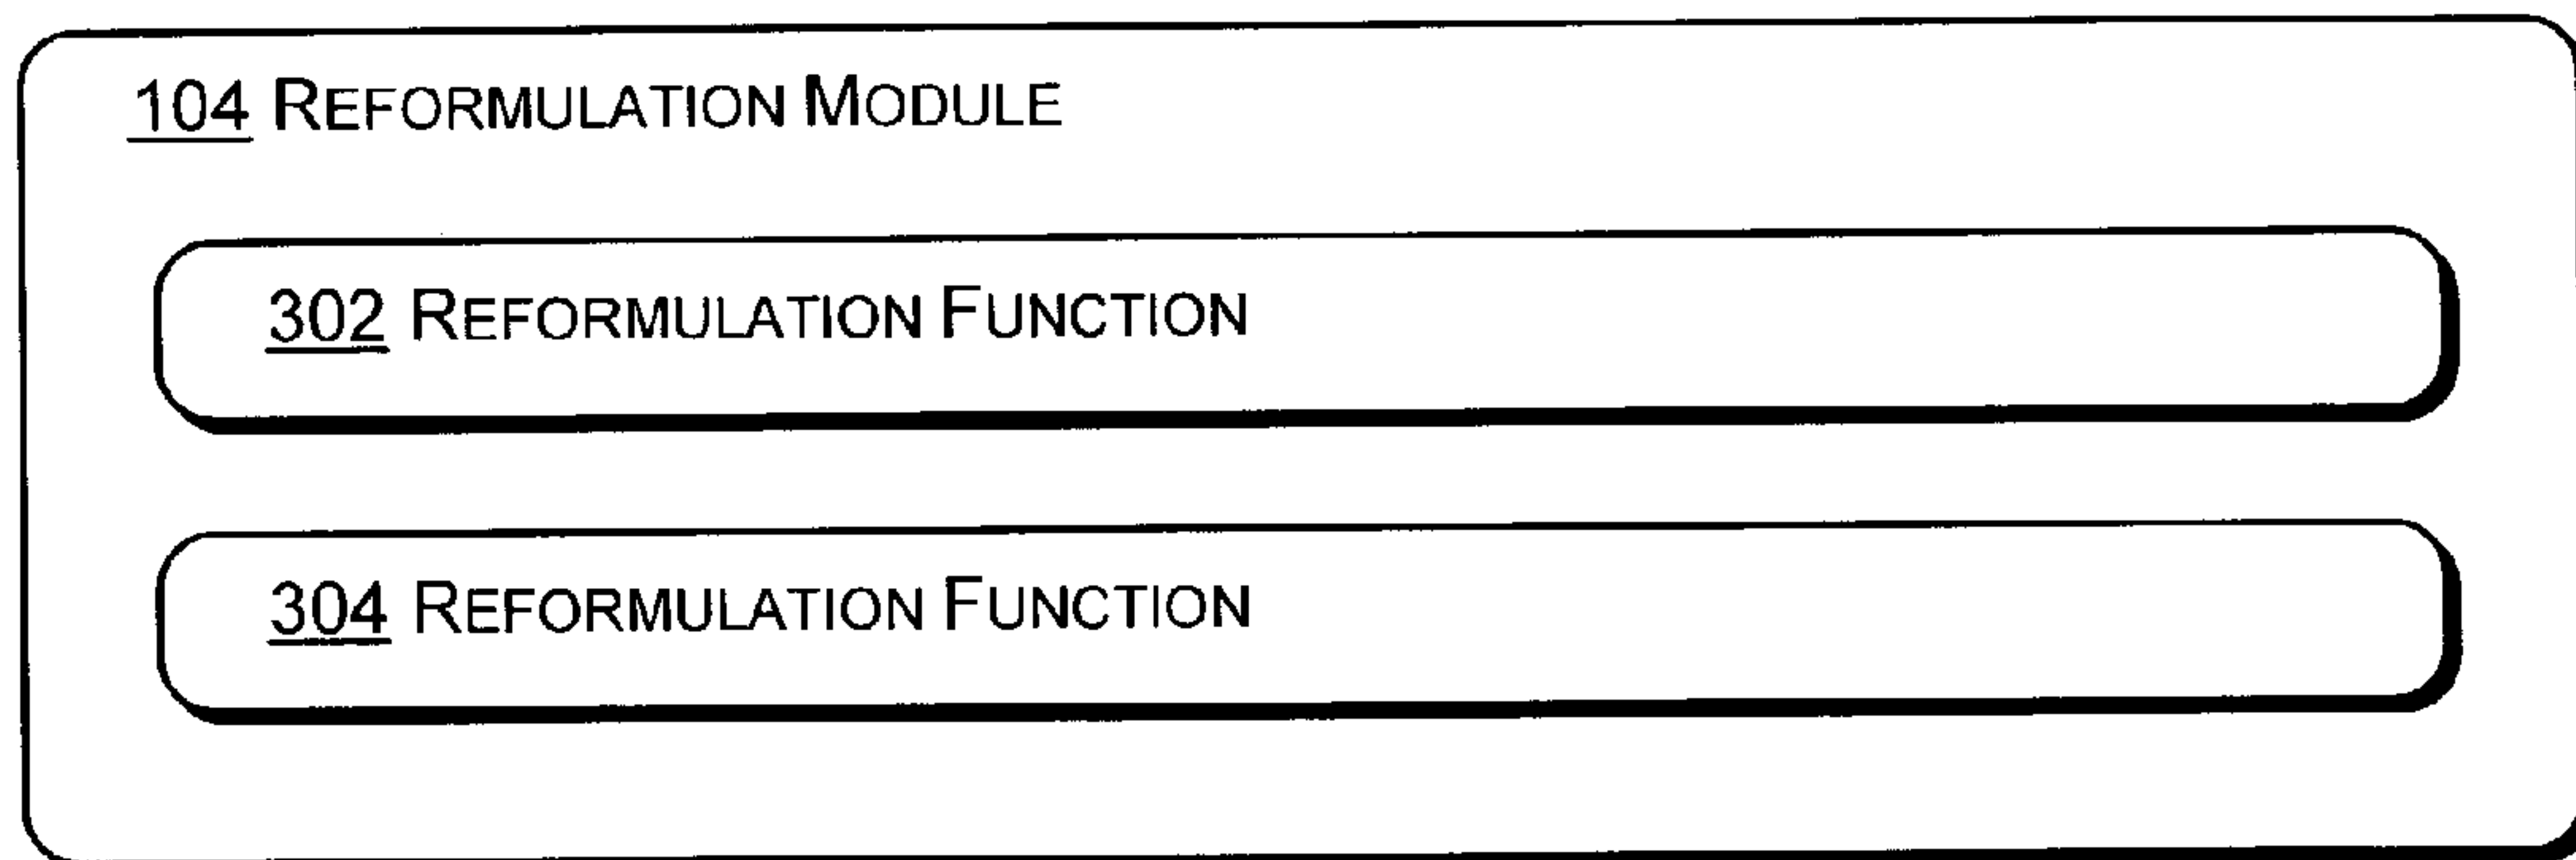 104 REFORMULATION MODULE
302 REFORMULATION FUNCTION
304 REFORMULATION FUNCTION